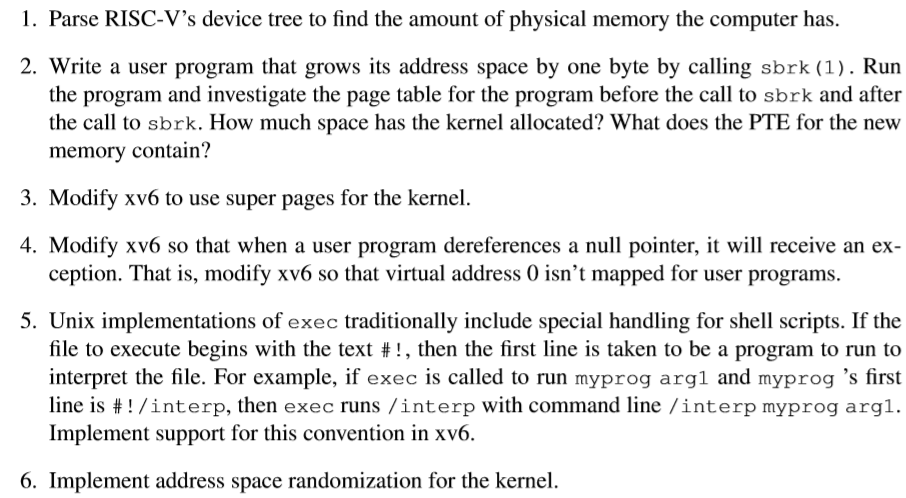 1. Parse RISC-V’s device tree to find the amount of physical memory the computer has.
2. Write a user program that grows its address space by one byte by calling sbrk(1). Run
the program and investigate the page table for the program before the call to sbrk and after
the call to sbrk. How much space has the kernel allocated? What does the PTE for the new
memory contain?
3. Modify xv6 to use super pages for the kernel.
4. Modify xv6 so that when a user program dereferences a null pointer, it will receive an ex-
ception. That is, modify xv6 so that virtual address 0 isn’t mapped for user programs.
5. Unix implementations of exec traditionally include special handling for shell scripts. If the
file to execute begins with the text #!, then the first line is taken to be a program to run to
interpret the file. For example, if exec is called to run myprog arg1 and myprog ’s first
line is #!/interp, then exec runs /interp with command line /interp myprog arg1.
Implement support for this convention in xv6.
6. Implement address space randomization for the kernel.